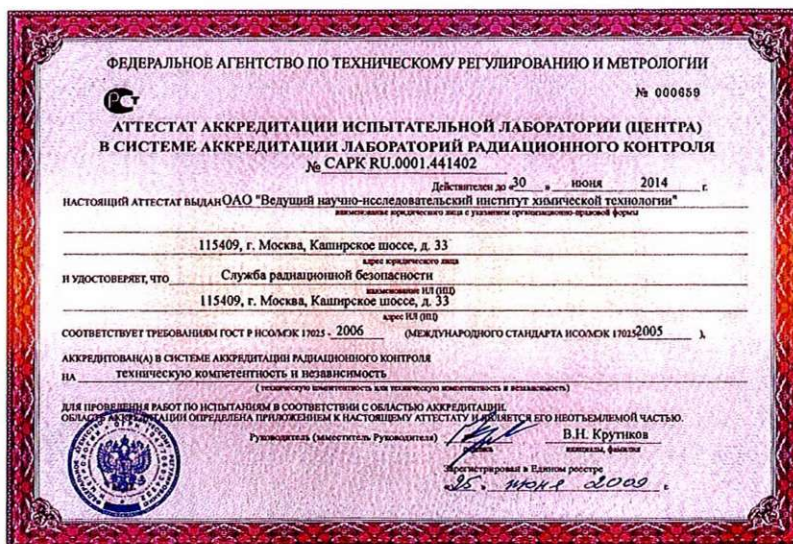 ФЕДЕРАЛЬНОЕ АГЕНТСТВО ПО ТЕХНИЧЕСКОМУ РЕГУЛИРОВАНИЮ И МЕТРОЛОГИИ
РСТ
№ 000659
АТТЕСТАТ АККРЕДИТАЦИИ ИСПЫТАТЕЛЬНОЙ ЛАБОРАТОРИИ (ЦЕНТРА)
В СИСТЕМЕ АККРЕДИТАЦИИ ЛАБОРАТОРИЙ РАДИАЦИОННОГО КОНТРОЛЯ
№ САРК RU.0001.441402
Действителен до «30 » июня 2014 г.
НАСТОЯЩИЙ АТТЕСТАТ ВЫДАН ОАО "Ведущий научно-исследовательский институт химической технологии"
наименование юридического лица с указанием организационно-правовой формы
115409, г. Москва, Каширское шоссе, д. 33
адрес юридического лица
И УДОСТОВЕРЯЕТ, ЧТО Служба радиационной безопасности
наименование ИЛ (ИЦ)
115409, г. Москва, Каширское шоссе, д. 33
адрес ИЛ (ИЦ)
СООТВЕТСТВУЕТ ТРЕБОВАНИЯМ ГОСТ Р ИСО/МЭК 17025 - 2006 (МЕЖДУНАРОДНОГО СТАНДАРТА ИСО/МЭК 17025 2005 ),
АККРЕДИТОВАН(А) В СИСТЕМЕ АККРЕДИТАЦИИ РАДИАЦИОННОГО КОНТРОЛЯ
НА техническую компетентность и независимость
( техническую компетентность или техническую компетентность и независимость)
ДЛЯ ПРОВЕДЕНИЯ РАБОТ ПО ИСПЫТАНИЯМ В СООТВЕТСТВИИ С ОБЛАСТЬЮ АККРЕДИТАЦИИ.
ОБЛАСТЬ АККРЕДИТАЦИИ ОПРЕДЕЛЕНА ПРИЛОЖЕНИЕМ К НАСТОЯЩЕМУ АТТЕСТАТУ И ЯВЛЯЕТСЯ ЕГО НЕОТЪЕМЛЕМОЙ ЧАСТЬЮ.
Руководитель (заместитель Руководителя) В.Н. Крутиков
подпись инициалы, фамилия
Зарегистрирован в Едином реестре
25 » июня 2009 г.